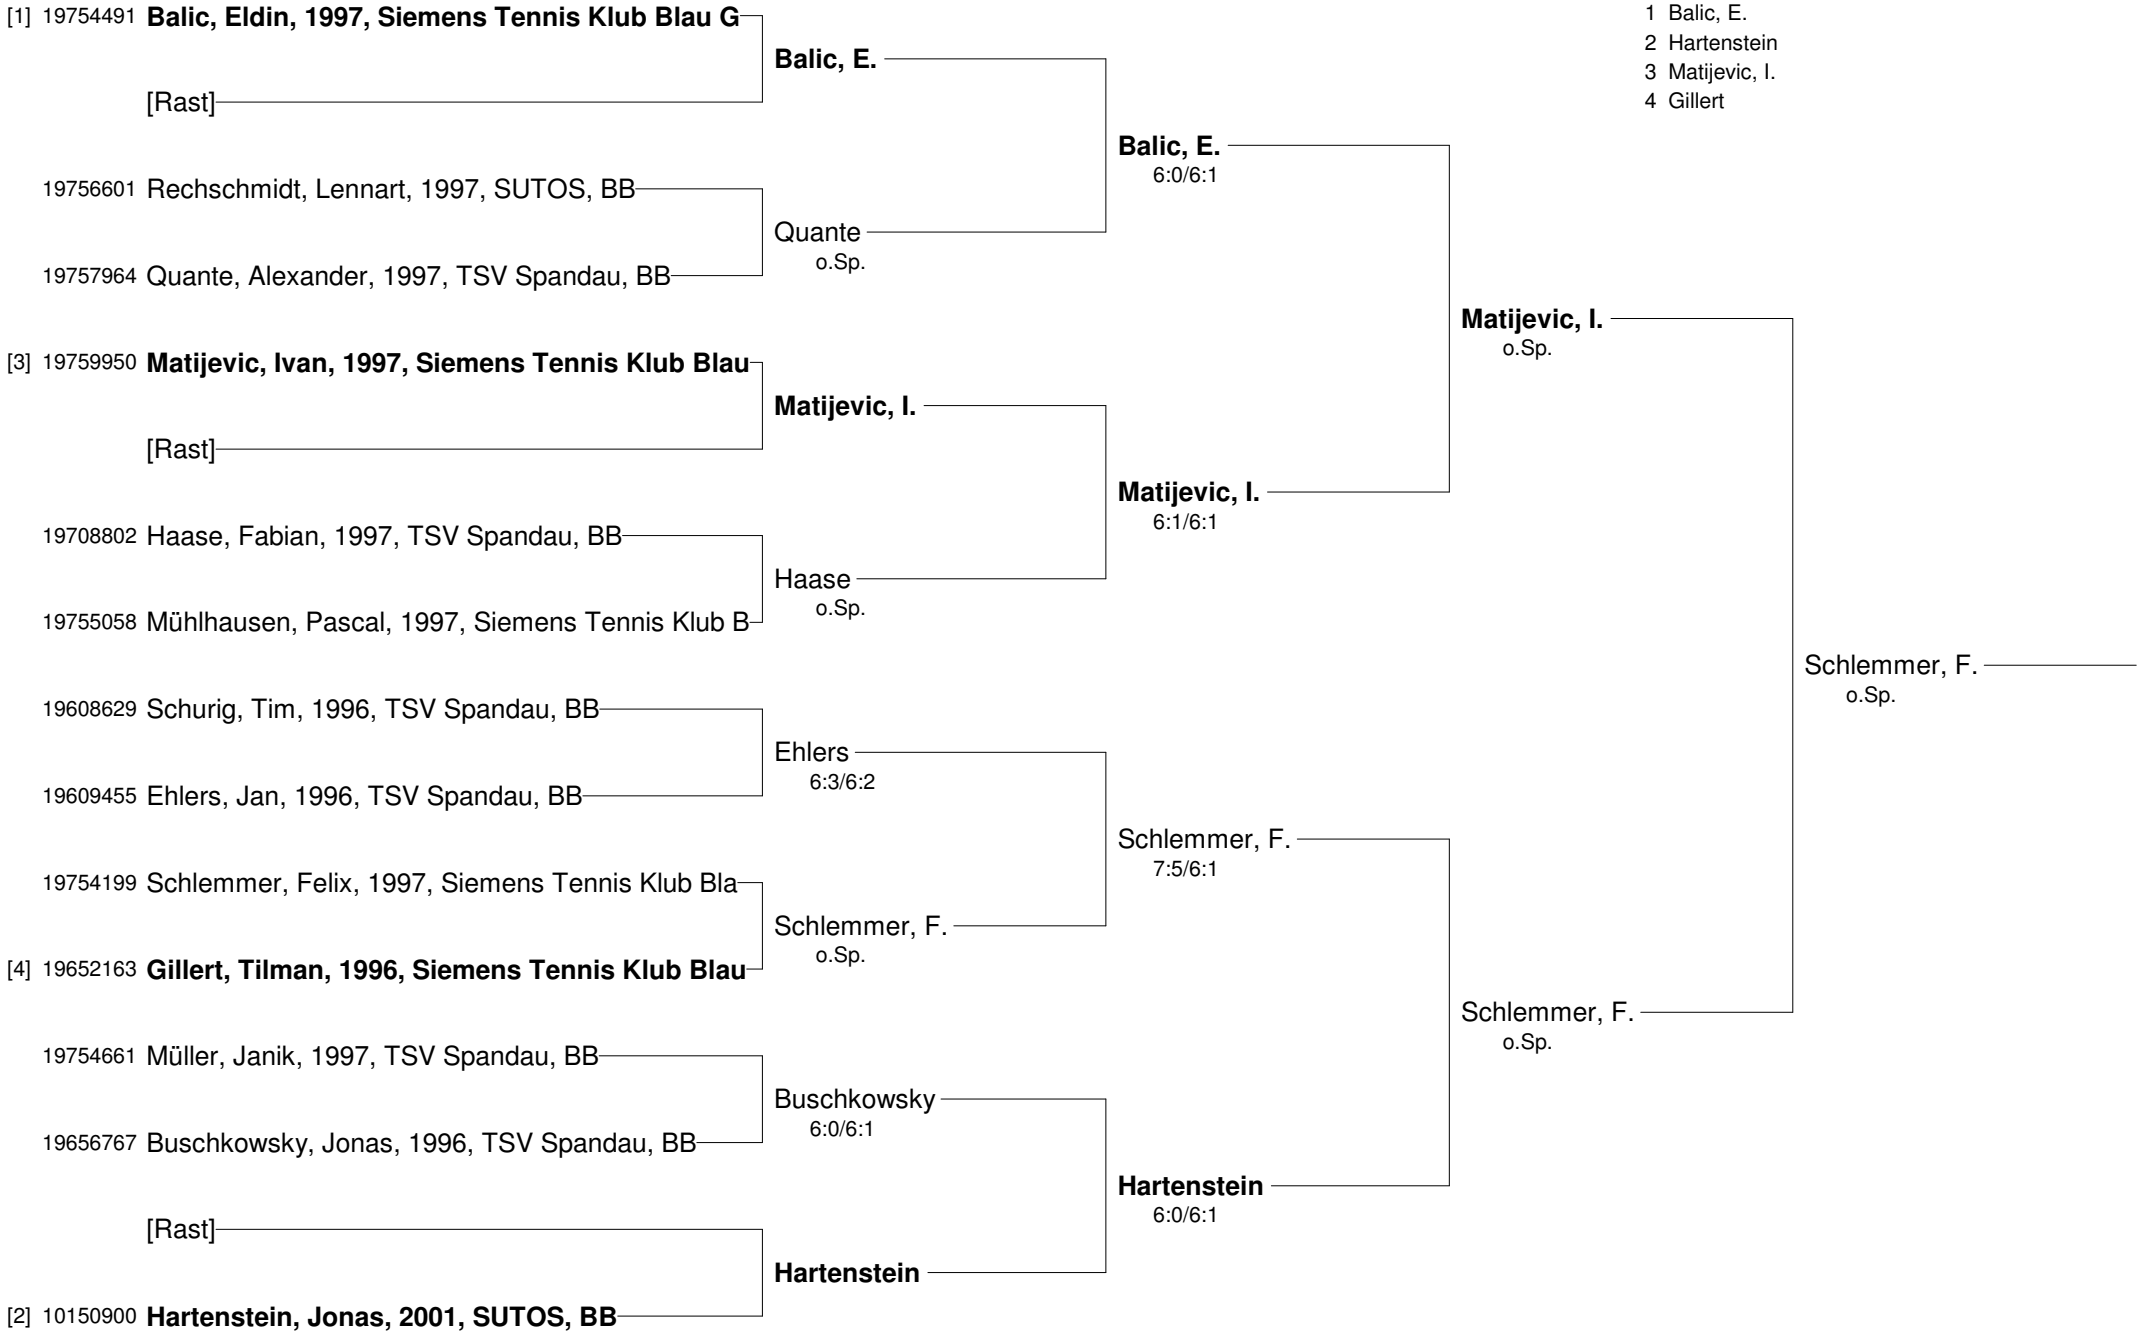 [1] 19754491 Balic, Eldin, 1997, Siemens Tennis Klub Blau G
[Rast]
19756601 Rechschmidt, Lennart, 1997, SUTOS, BB
19757964 Quante, Alexander, 1997, TSV Spandau, BB
[3] 19759950 Matijevic, Ivan, 1997, Siemens Tennis Klub Blau
[Rast]
19708802 Haase, Fabian, 1997, TSV Spandau, BB
19755058 Mühlhausen, Pascal, 1997, Siemens Tennis Klub B
19608629 Schurig, Tim, 1996, TSV Spandau, BB
19609455 Ehlers, Jan, 1996, TSV Spandau, BB
19754199 Schlemmer, Felix, 1997, Siemens Tennis Klub Bla
[4] 19652163 Gillert, Tilman, 1996, Siemens Tennis Klub Blau
19754661 Müller, Janik, 1997, TSV Spandau, BB
19656767 Buschkowsky, Jonas, 1996, TSV Spandau, BB
[Rast]
[2] 10150900 Hartenstein, Jonas, 2001, SUTOS, BB
Balic, E.
Quante
o.Sp.
Matijevic, I.
Haase
o.Sp.
Ehlers
6:3/6:2
Schlemmer, F.
o.Sp.
Buschkowsky
6:0/6:1
Hartenstein
Balic, E.
6:0/6:1
Matijevic, I.
6:1/6:1
Schlemmer, F.
7:5/6:1
Hartenstein
6:0/6:1
Matijevic, I.
o.Sp.
Schlemmer, F.
o.Sp.
Schlemmer, F.
o.Sp.
1 Balic, E.
2 Hartenstein
3 Matijevic, I.
4 Gillert